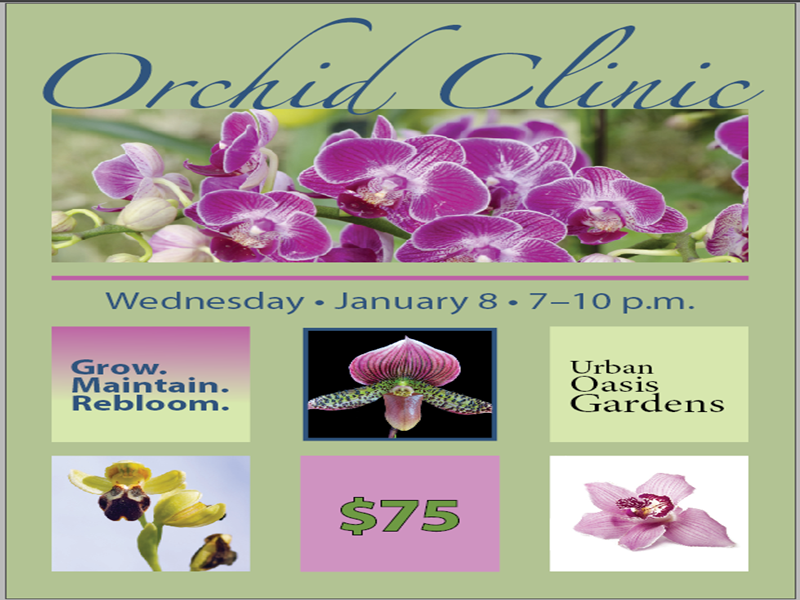 Orchid Clinic
Wednesday • January 8 • 7–10 p.m.
Grow.
Maintain.
Rebloom.
Urban
Oasis
Gardens
$75